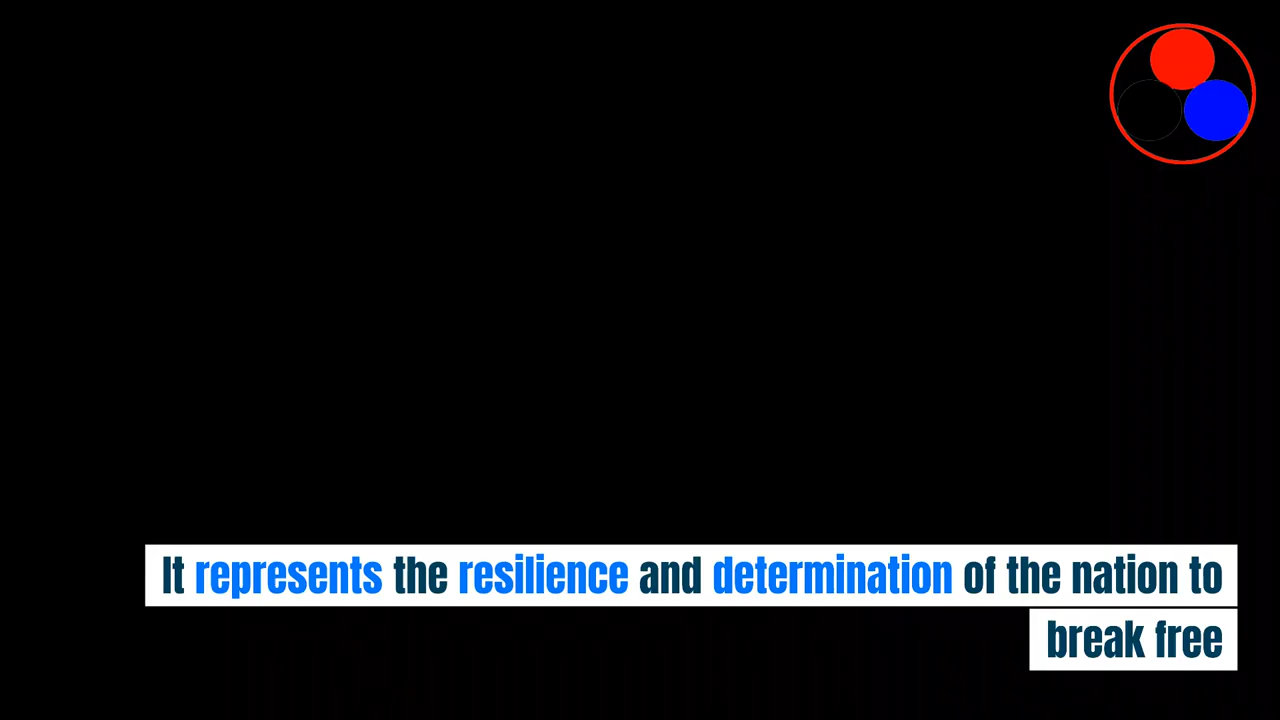 It represents the resilience and determination of the nation to
break free